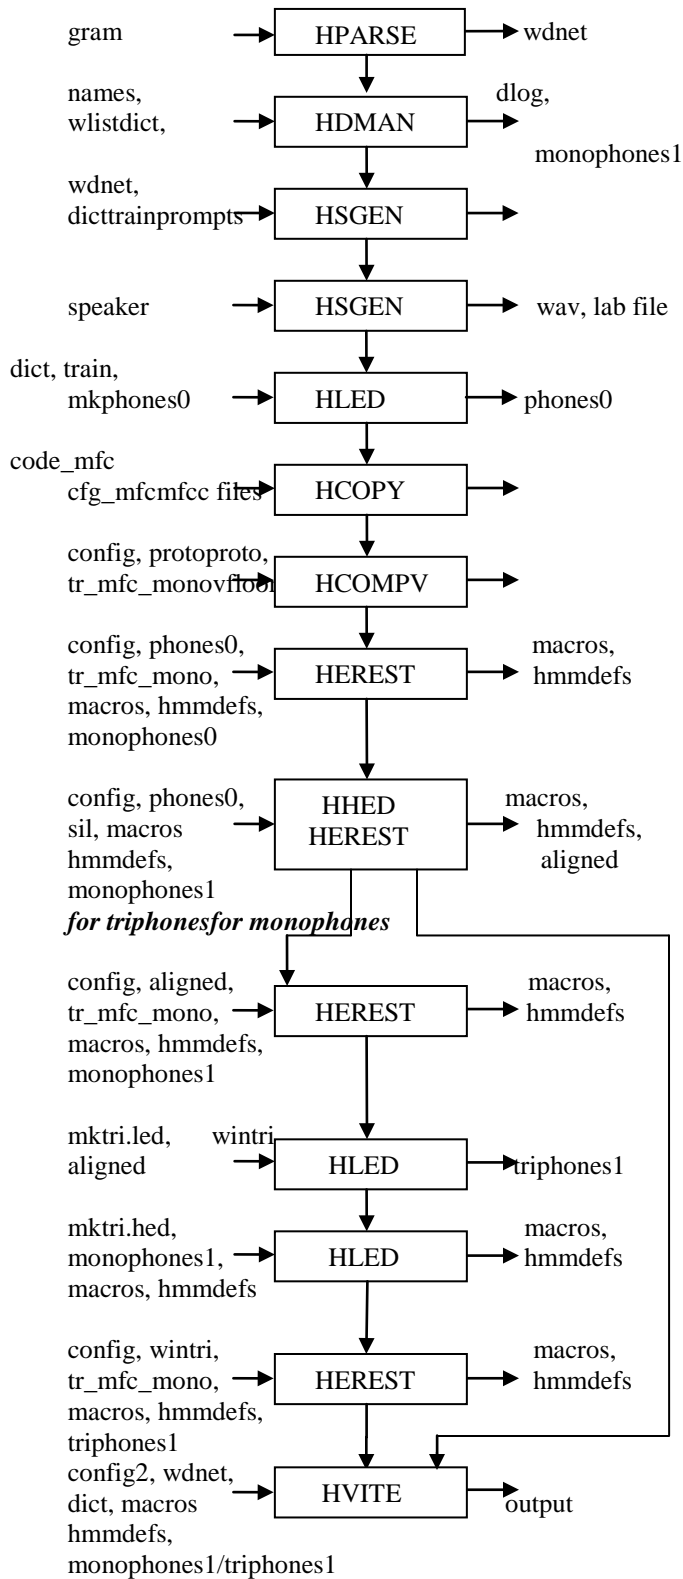 gram HPARSE wdnet
names, dlog,
wlistdict, HDMAN
monophones1
wdnet,
dicttrainprompts HSGEN
speaker HSGEN wav, lab file
dict, train,
mkphones0 HLED phones0
code_mfc
cfg_mfcmfcc files HCOPY
config, protoproto,
tr_mfc_monovfloor HCOMPV
config, phones0, macros,
tr_mfc_mono, HEREST hmmdefs
macros, hmmdefs,
monophones0
config, phones0, HHED macros,
sil, macros HEREST hmmdefs,
hmmdefs, aligned
monophones1
for triphonesfor monophones
config, aligned, macros,
tr_mfc_mono, HEREST hmmdefs
macros, hmmdefs,
monophones1
mktri.led, wintri
aligned HLED triphones1
mktri.hed, macros,
monophones1, HLED hmmdefs
macros, hmmdefs
config, wintri, macros,
tr_mfc_mono, HEREST hmmdefs
macros, hmmdefs,
triphones1
config2, wdnet,
dict, macros HVITE output
hmmdefs,
monophones1/triphones1